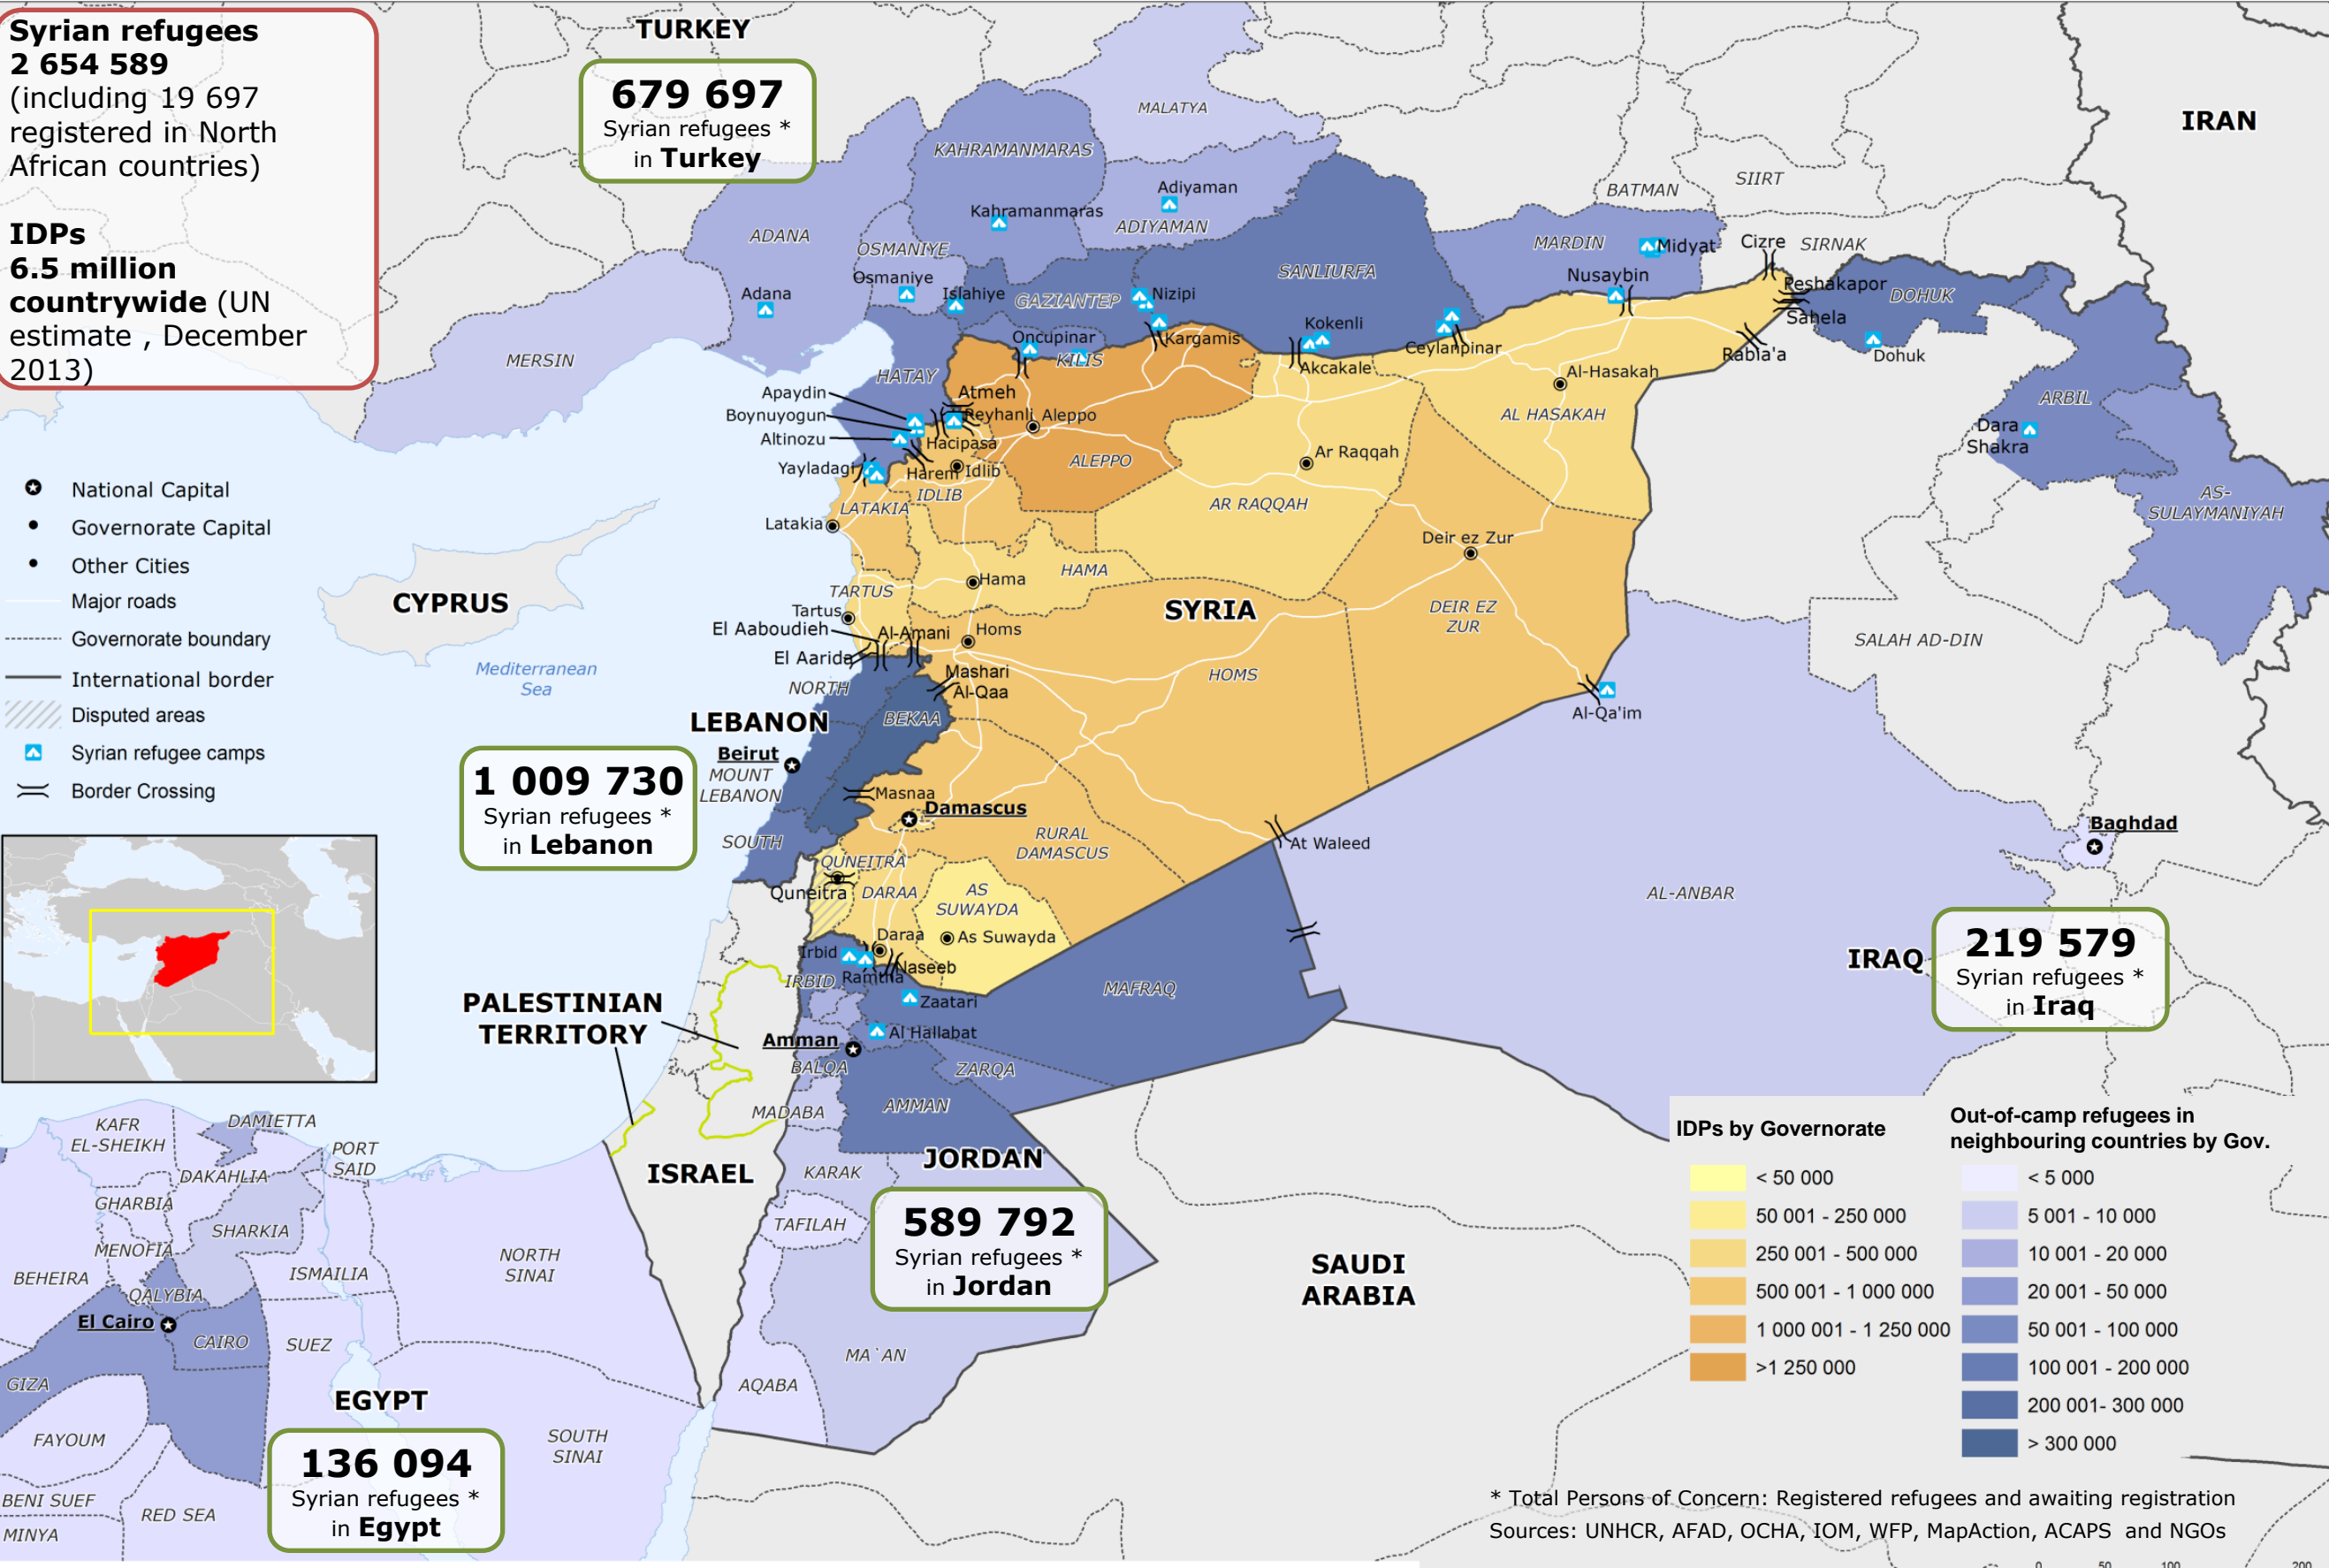 Syrian refugees
2 654 589
(including 19 697
registered in North
African countries)
IDPs
6.5 million
countrywide (UN
estimate , December
2013)
TURKEY
679 697
Syrian refugees *
in Turkey
MALATYA
IRAN
KAHRAMANMARAS
Kahramanmaras
Adiyaman
ADIYAMAN
BATMAN
SIIRT
ADANA
OSMANIYE
Osmaniye
Adana
Islahiye
GAZIANTEP
Nizipi
SANLIURFA
MARDIN
Midyat
Cizre
SIRNAK
Nusaybin
Peshakapor
DOHUK
Sahela
Dohuk
Rabia'a
MERSIN
HATAY
Oncupinar
KILIS
Kargamis
Kokenli
Akcakale
Ceylanpinar
Al-Hasakah
AL HASAKAH
ARBIL
Dara
Shakra
Apaydin
Boynuyogun
Altinozu
Yayladagi
Atmeh
Reyhanli
Aleppo
Hacipasa
Harem
Idlib
IDLIB
ALEPPO
Ar Raqqah
AR RAQQAH
AS-
SULAYMANIYAH
National Capital
Governorate Capital
Other Cities
Major roads
Governorate boundary
International border
Disputed areas
Syrian refugee camps
Border Crossing
LATAKIA
Latakia
Deir ez Zur
DEIR EZ
ZUR
Hama
HAMA
CYPRUS
Mediterranean
Sea
TARTUS
Tartus
El Aaboudieh
Al-Amani
Homs
El Aarida
SYRIA
HOMS
SALAH AD-DIN
Mashari
Al-Qaa
NORTH
BEKAA
LEBANON
Beirut
MOUNT
LEBANON
SOUTH
1 009 730
Syrian refugees *
in Lebanon
Al-Qa'im
Masnaa
Damascus
RURAL
DAMASCUS
At Waleed
Baghdad
QUNEITRA
Quneitra
DARAA
AS
SUWAYDA
As Suwayda
Daraa
AL-ANBAR
IRAQ
219 579
Syrian refugees *
in Iraq
Irbid
IRBID
Ramtha
Naseeb
Zaatari
MAFRAQ
Al Hallabat
PALESTINIAN
TERRITORY
Amman
BALQA
ZARQA
MADABA
AMMAN
ISRAEL
JORDAN
KARAK
TAFILAH
589 792
Syrian refugees *
in Jordan
MA`AN
AQABA
SAUDI
ARABIA
KAFR
EL-SHEIKH
DAMIETTA
PORT
SAID
DAKAHLIA
GHARBIA
SHARKIA
MENOFIA
BEHEIRA
ISMAILIA
NORTH
SINAI
QALYBIA
El Cairo
CAIRO
SUEZ
GIZA
EGYPT
FAYOUM
136 094
Syrian refugees *
in Egypt
SOUTH
SINAI
BENI SUEF
MINYA
RED SEA
IDPs by Governorate
< 50 000
50 001 - 250 000
250 001 - 500 000
500 001 - 1 000 000
1 000 001 - 1 250 000
>1 250 000
Out-of-camp refugees in
neighbouring countries by Gov.
< 5 000
5 001 - 10 000
10 001 - 20 000
20 001 - 50 000
50 001 - 100 000
100 001 - 200 000
200 001- 300 000
> 300 000
* Total Persons of Concern: Registered refugees and awaiting registration
Sources: UNHCR, AFAD, OCHA, IOM, WFP, MapAction, ACAPS and NGOs
0 50 100 200